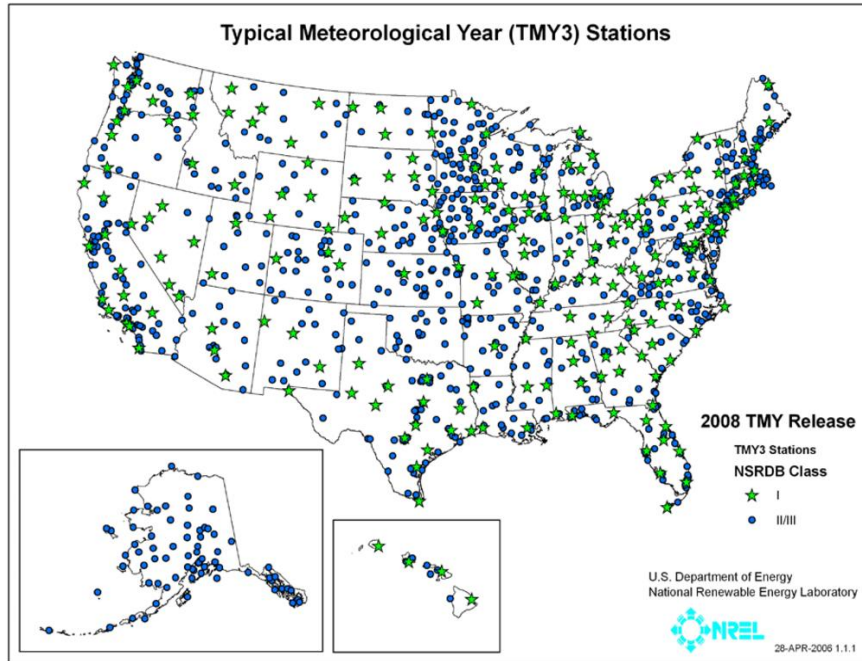 Typical Meteorological Year (TMY3) Stations
2008 TMY Release
TMY3 Stations
NSRDB Class
I
II/III
U.S. Department of Energy
National Renewable Energy Laboratory
NREL
28-APR-2006 1.1.1